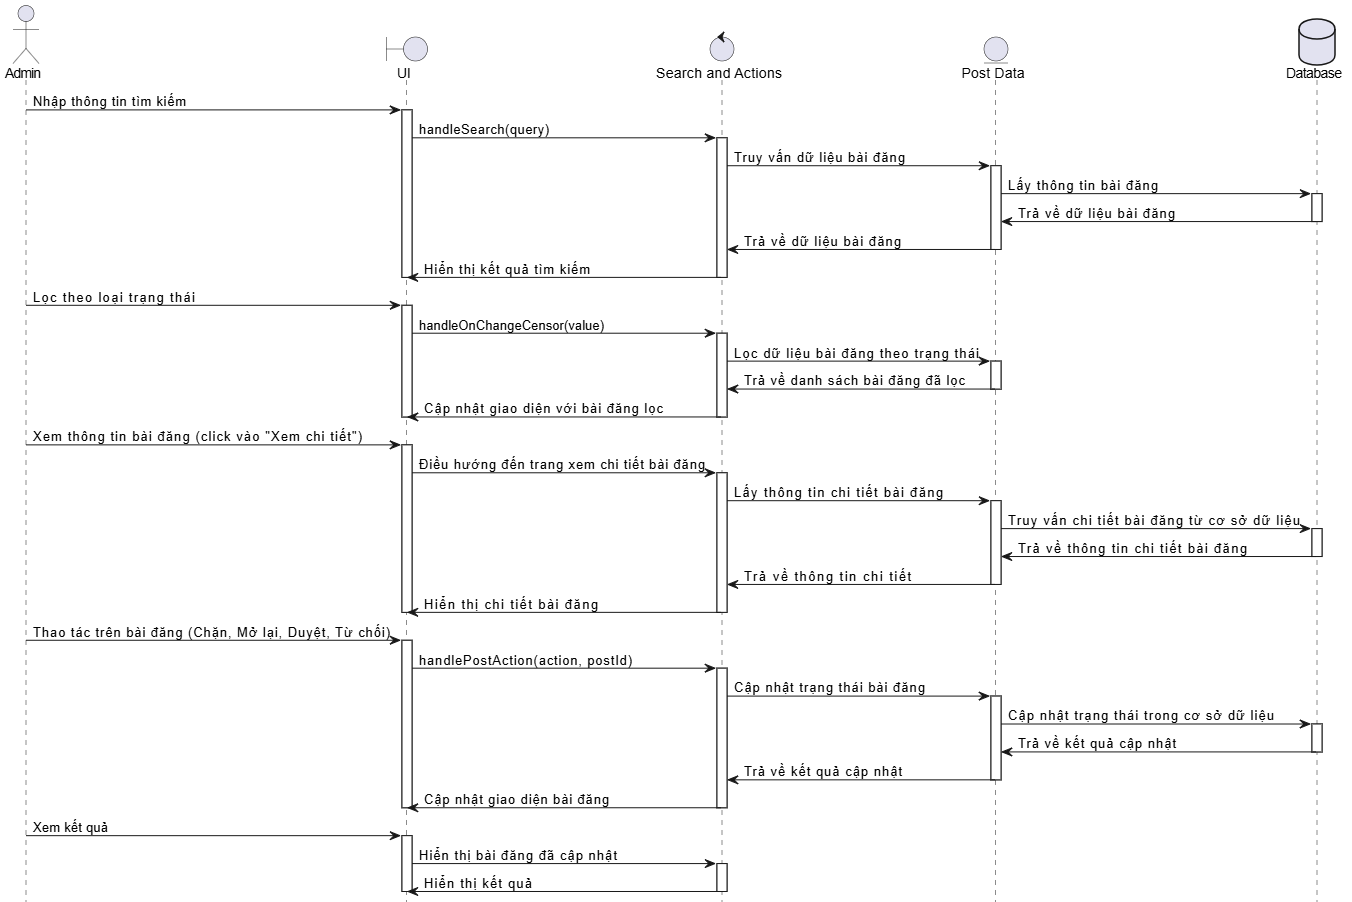 Admin
UI
Search and Actions
Post Data
Database
Nhập thông tin tìm kiếm
handleSearch(query)
Truy vấn dữ liệu bài đăng
Lấy thông tin bài đăng
Trả về dữ liệu bài đăng
Trả về dữ liệu bài đăng
Hiển thị kết quả tìm kiếm
Lọc theo loại trạng thái
handleOnChangeCensor(value)
Lọc dữ liệu bài đăng theo trạng thái
Trả về danh sách bài đăng đã lọc
Cập nhật giao diện với bài đăng lọc
Xem thông tin bài đăng (click vào "Xem chi tiết")
Điều hướng đến trang xem chi tiết bài đăng
Lấy thông tin chi tiết bài đăng
Truy vấn chi tiết bài đăng từ cơ sở dữ liệu
Trả về thông tin chi tiết bài đăng
Trả về thông tin chi tiết
Hiển thị chi tiết bài đăng
Thao tác trên bài đăng (Chặn, Mở lại, Duyệt, Từ chối)
handlePostAction(action, postId)
Cập nhật trạng thái bài đăng
Cập nhật trạng thái trong cơ sở dữ liệu
Trả về kết quả cập nhật
Trả về kết quả cập nhật
Cập nhật giao diện bài đăng
Xem kết quả
Hiển thị bài đăng đã cập nhật
Hiển thị kết quả